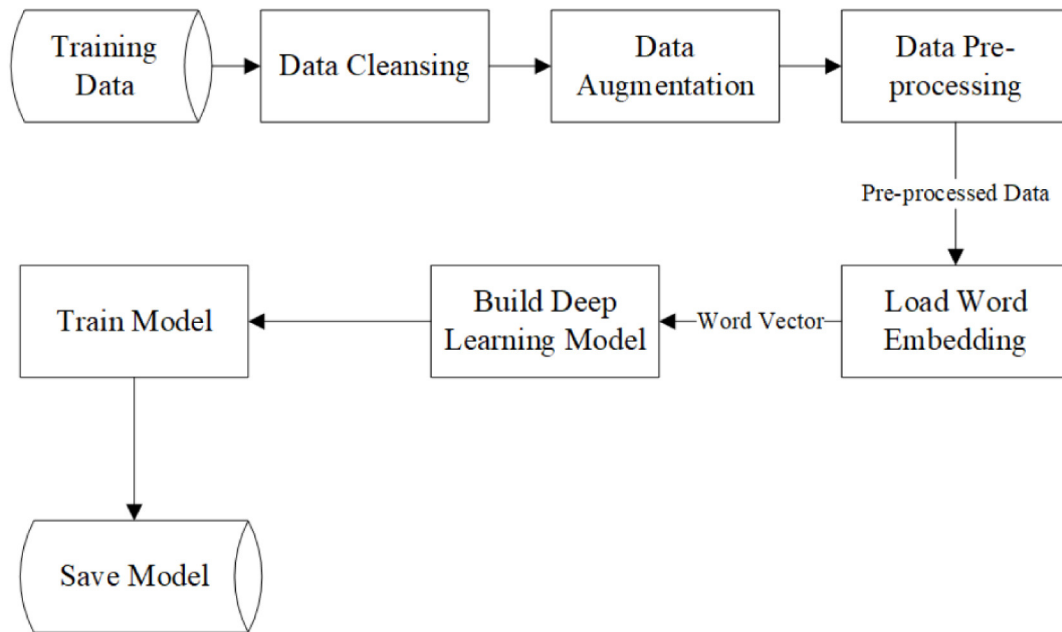 Training
Data
Data Cleansing
Data
Augmentation
Data Pre-
processing
Pre-processed Data
Load Word
Embedding
Word Vector
Build Deep
Learning Model
Train Model
Save Model